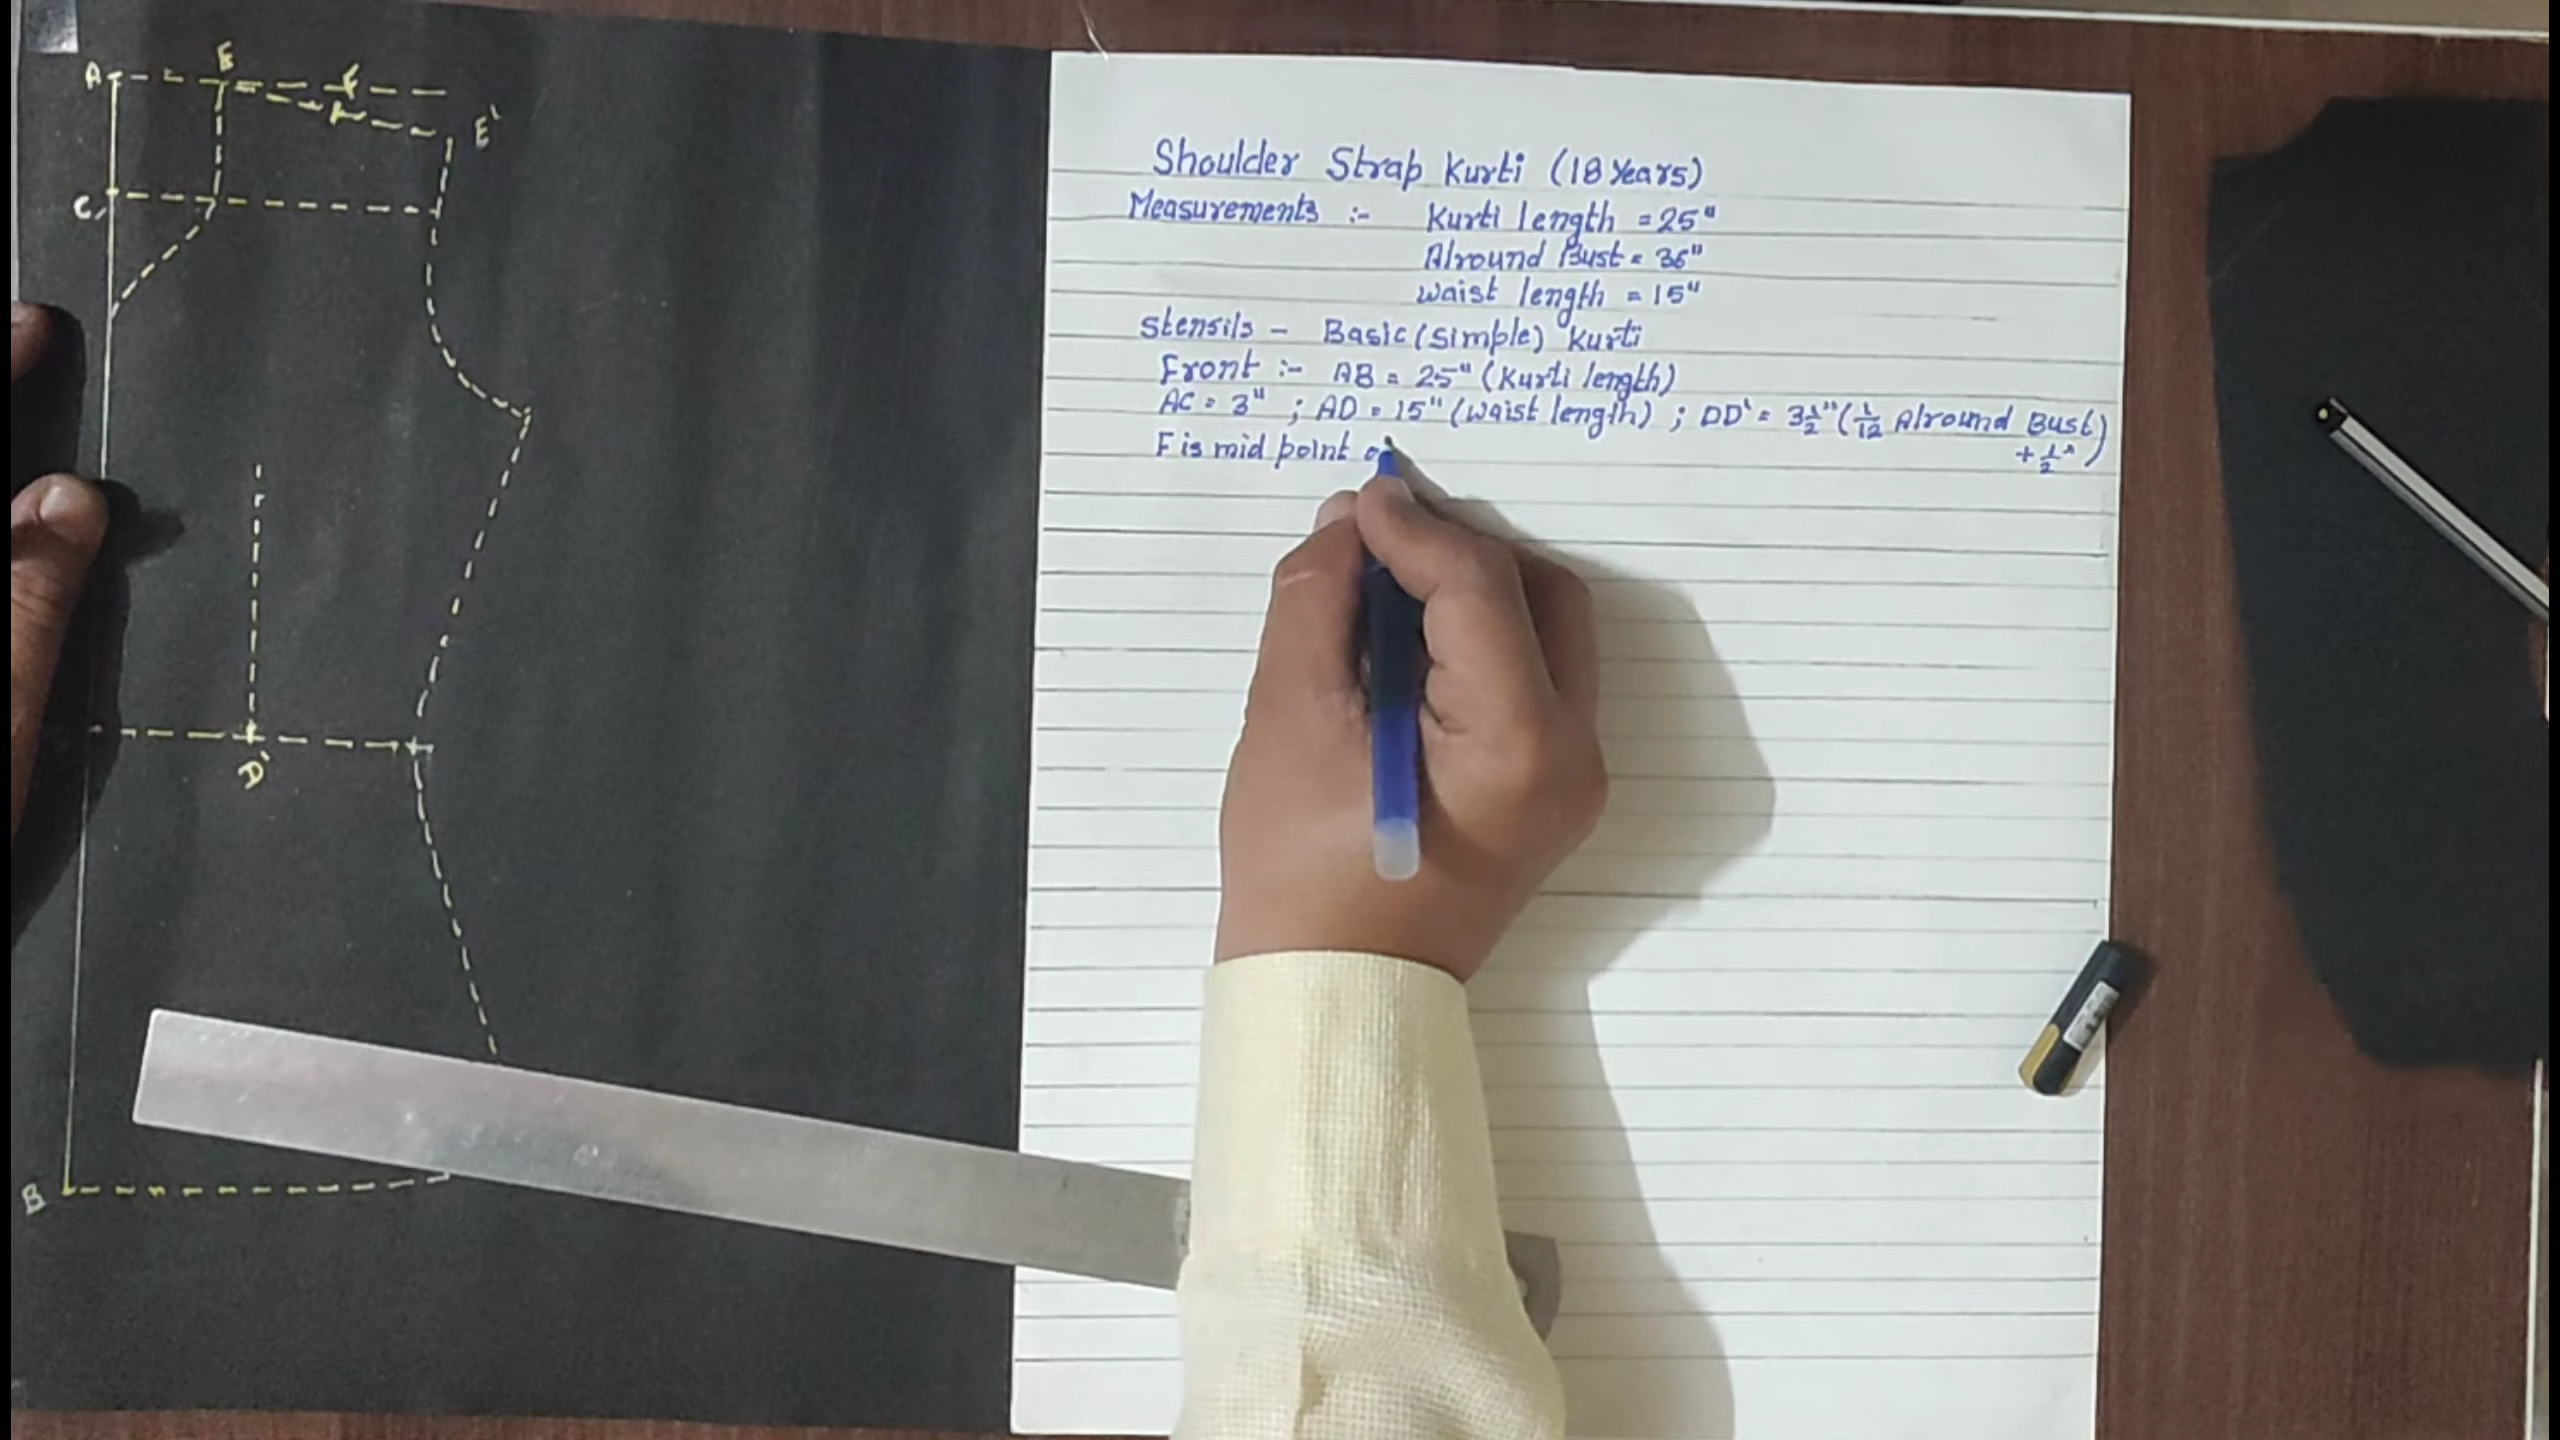 A
E
F
E'
C
D'
B
Shoulder Strap Kurti (18 Years)
Measurements :- Kurti length = 25"
Alround Bust = 36"
Waist length = 15"
Stensils - Basic (Simple) Kurti
Front :- AB = 25" (Kurti length)
AC = 3" ; AD = 15" (Waist length) ; DD' = 3½" (1/12 Alround Bust
+ ½")
F is mid point o